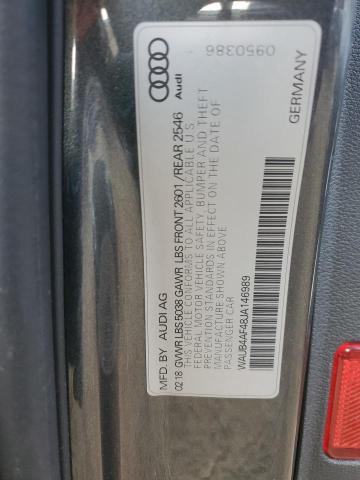 0950386
Audi
GERMANY
MFD. BY AUDI AG
02 18 GVWR LBS 5038 GAWR LBS FRONT 2601 /REAR 2546
THIS VEHICLE CONFORMS TO ALL APPLICABLE U.S.
FEDERAL MOTOR VEHICLE SAFETY, BUMPER AND THEFT
PREVENTION STANDARDS IN EFFECT ON THE DATE OF
MANUFACTURE SHOWN ABOVE.
PASSENGER CAR
WAUB4AF48JA146989